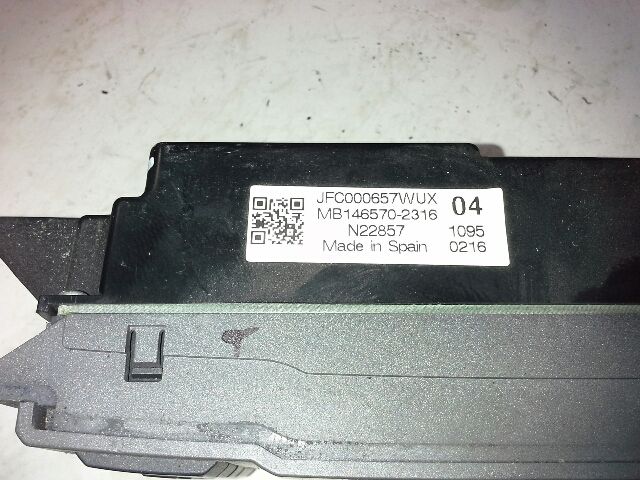 JFC000657WUX 04
MB146570-2316
N22857 1095
Made in Spain 0216